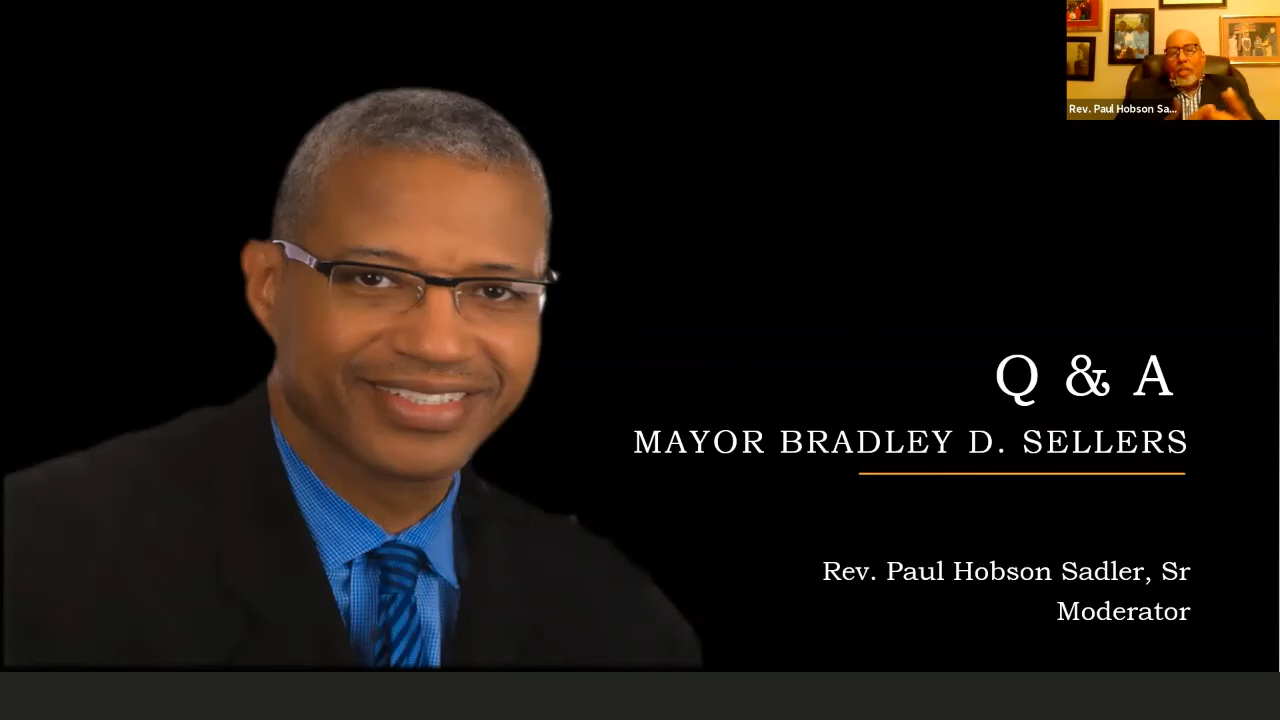 Rev. Paul Hobson Sa...
Q & A
MAYOR BRADLEY D. SELLERS
Rev. Paul Hobson Sadler, Sr
Moderator